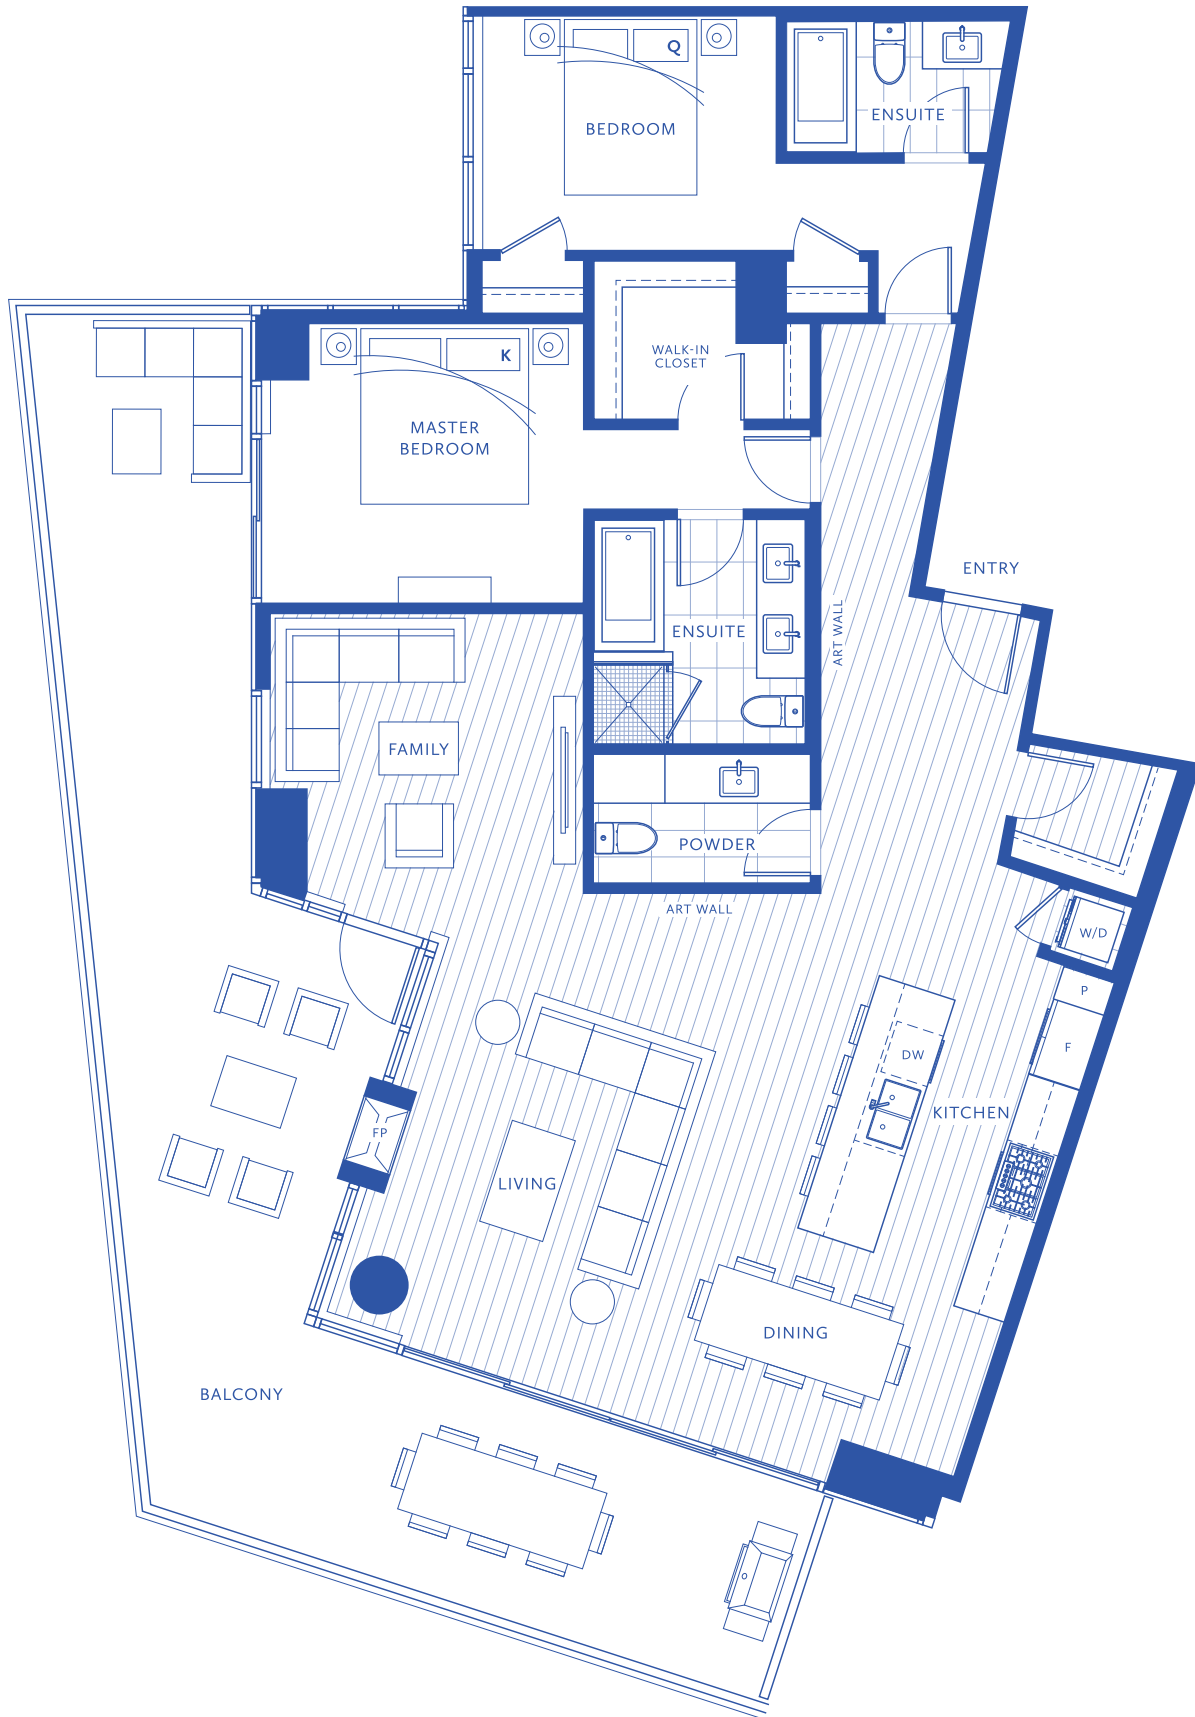 Q
BEDROOM
ENSUITE
WALK-IN
CLOSET
K
MASTER
BEDROOM
ENTRY
ENSUITE
ART WALL
FAMILY
POWDER
ART WALL
W/D
P
F
DW
KITCHEN
FP
LIVING
DINING
BALCONY